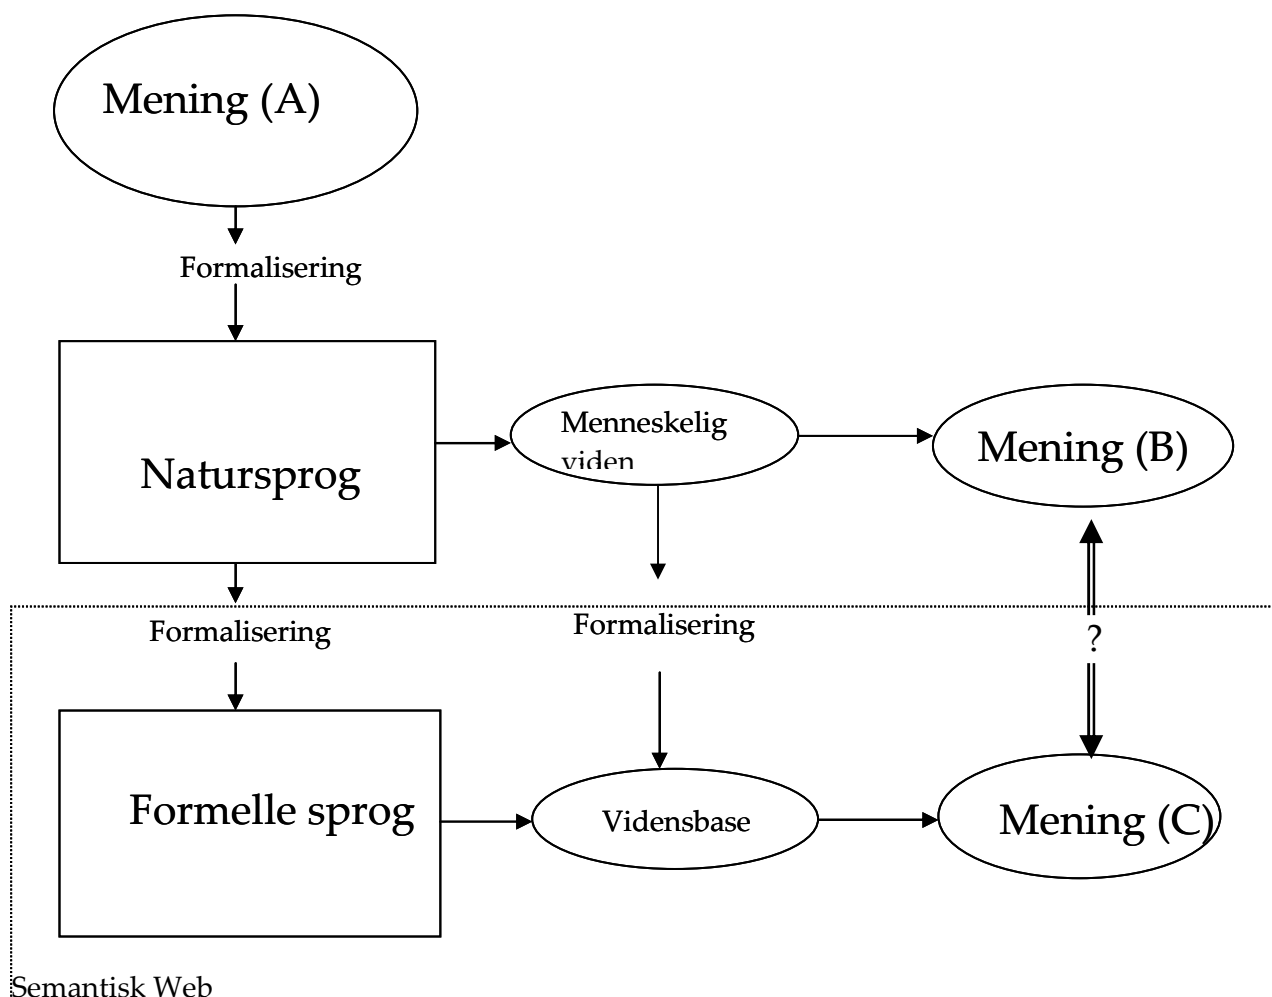 Mening (A)
Formalisering
Menneskelig
viden
Mening (B)
Natursprog
Formalisering
Formalisering
?
Formelle sprog
Vidensbase
Mening (C)
Semantisk Web